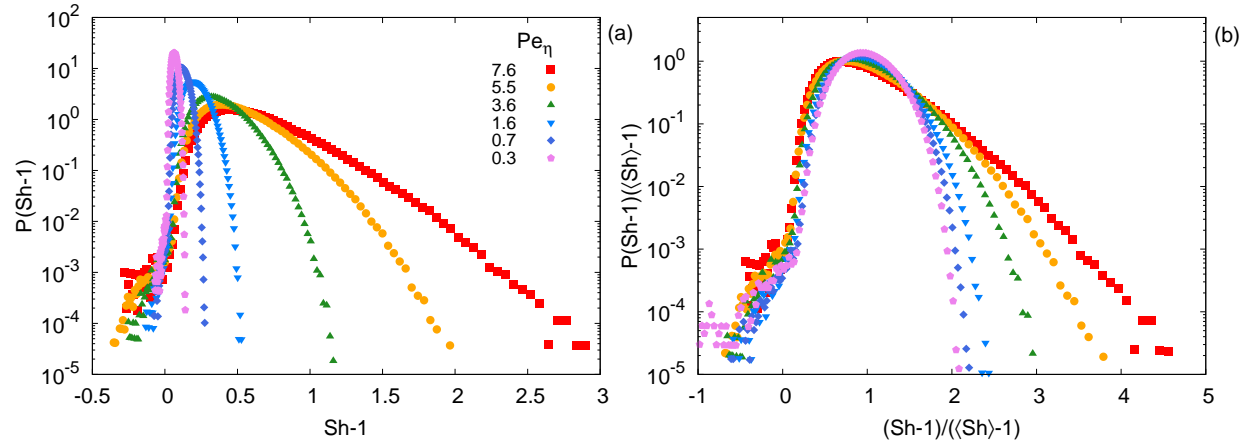 (a)
P(Sh-1)
10^2
10^1
10^0
10^-1
10^-2
10^-3
10^-4
10^-5
Pe_η
7.6
5.5
3.6
1.6
0.7
0.3
-0.5 0 0.5 1 1.5 2 2.5 3
Sh-1
(b)
P(Sh-1)(⟨Sh⟩-1)
10^0
10^-1
10^-2
10^-3
10^-4
10^-5
-1 0 1 2 3 4 5
(Sh-1)/(⟨Sh⟩-1)